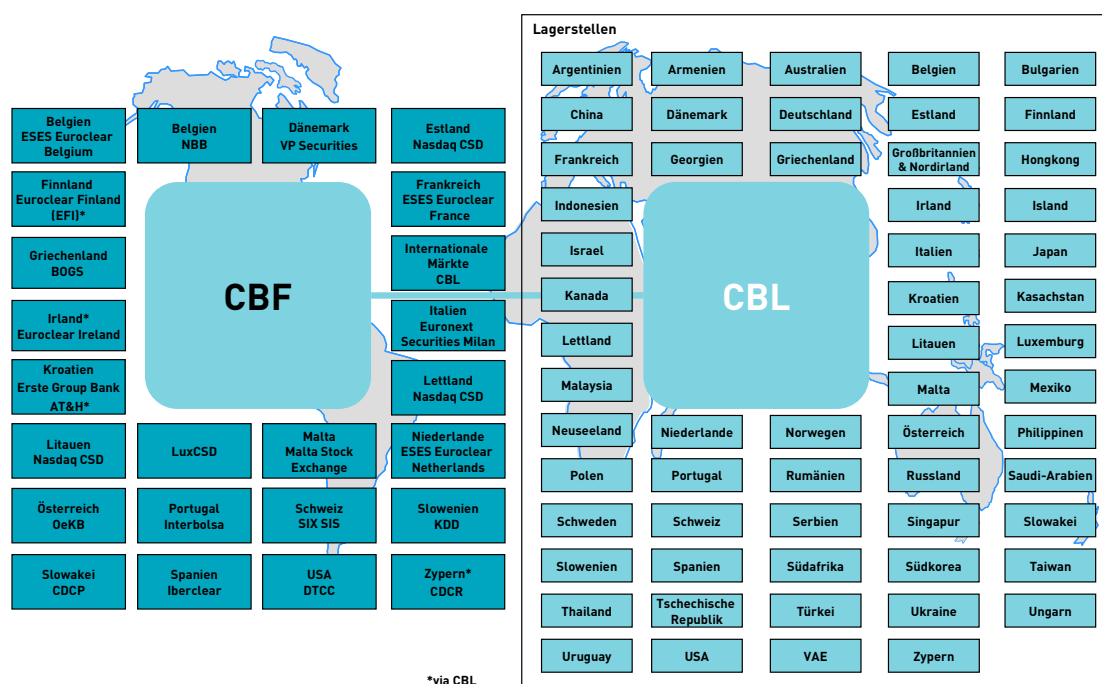 Lagerstellen
Belgien
ESES Euroclear
Belgium
Belgien
NBB
Dänemark
VP Securities
Estland
Nasdaq CSD
Finnland
Euroclear Finland
(EFI)*
Frankreich
ESES Euroclear
France
Griechenland
BOGS
Internationale
Märkte
CBL
Irland*
Euroclear Ireland
CBF
Italien
Euronext
Securities Milan
Kroatien
Erste Group Bank
AT&H*
Lettland
Nasdaq CSD
Litauen
Nasdaq CSD
LuxCSD
Malta
Malta Stock
Exchange
Niederlande
ESES Euroclear
Netherlands
Österreich
OeKB
Portugal
Interbolsa
Schweiz
SIX SIS
Slowenien
KDD
Slowakei
CDCP
Spanien
Iberclear
USA
DTCC
Zypern*
CDCR
*via CBL
Argentinien
Armenien
Australien
Belgien
Bulgarien
China
Dänemark
Deutschland
Estland
Finnland
Frankreich
Georgien
Griechenland
Großbritannien
& Nordirland
Hongkong
Indonesien
Irland
Island
Israel
Italien
Japan
Kanada
CBL
Kroatien
Kasachstan
Lettland
Litauen
Luxemburg
Malaysia
Malta
Mexiko
Neuseeland
Niederlande
Norwegen
Österreich
Philippinen
Polen
Portugal
Rumänien
Russland
Saudi-Arabien
Schweden
Schweiz
Serbien
Singapur
Slowakei
Slowenien
Spanien
Südafrika
Südkorea
Taiwan
Thailand
Tschechische
Republik
Türkei
Ukraine
Ungarn
Uruguay
USA
VAE
Zypern